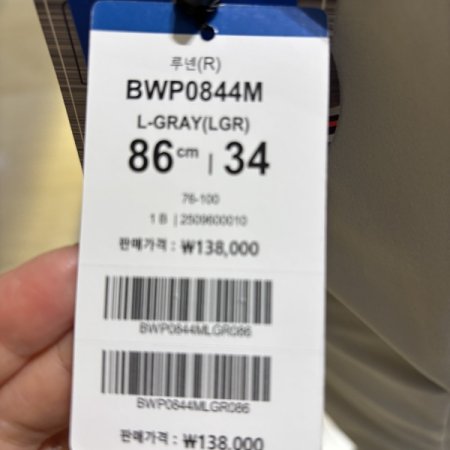 루넨(R)
BWP0844M
L-GRAY(LGR)
86cm | 34
76-100
1 B | 2509600010
판매가격 : ₩138,000
BWP0844MLGR086
BWP0844MLGR086
판매가격 : ₩138,000